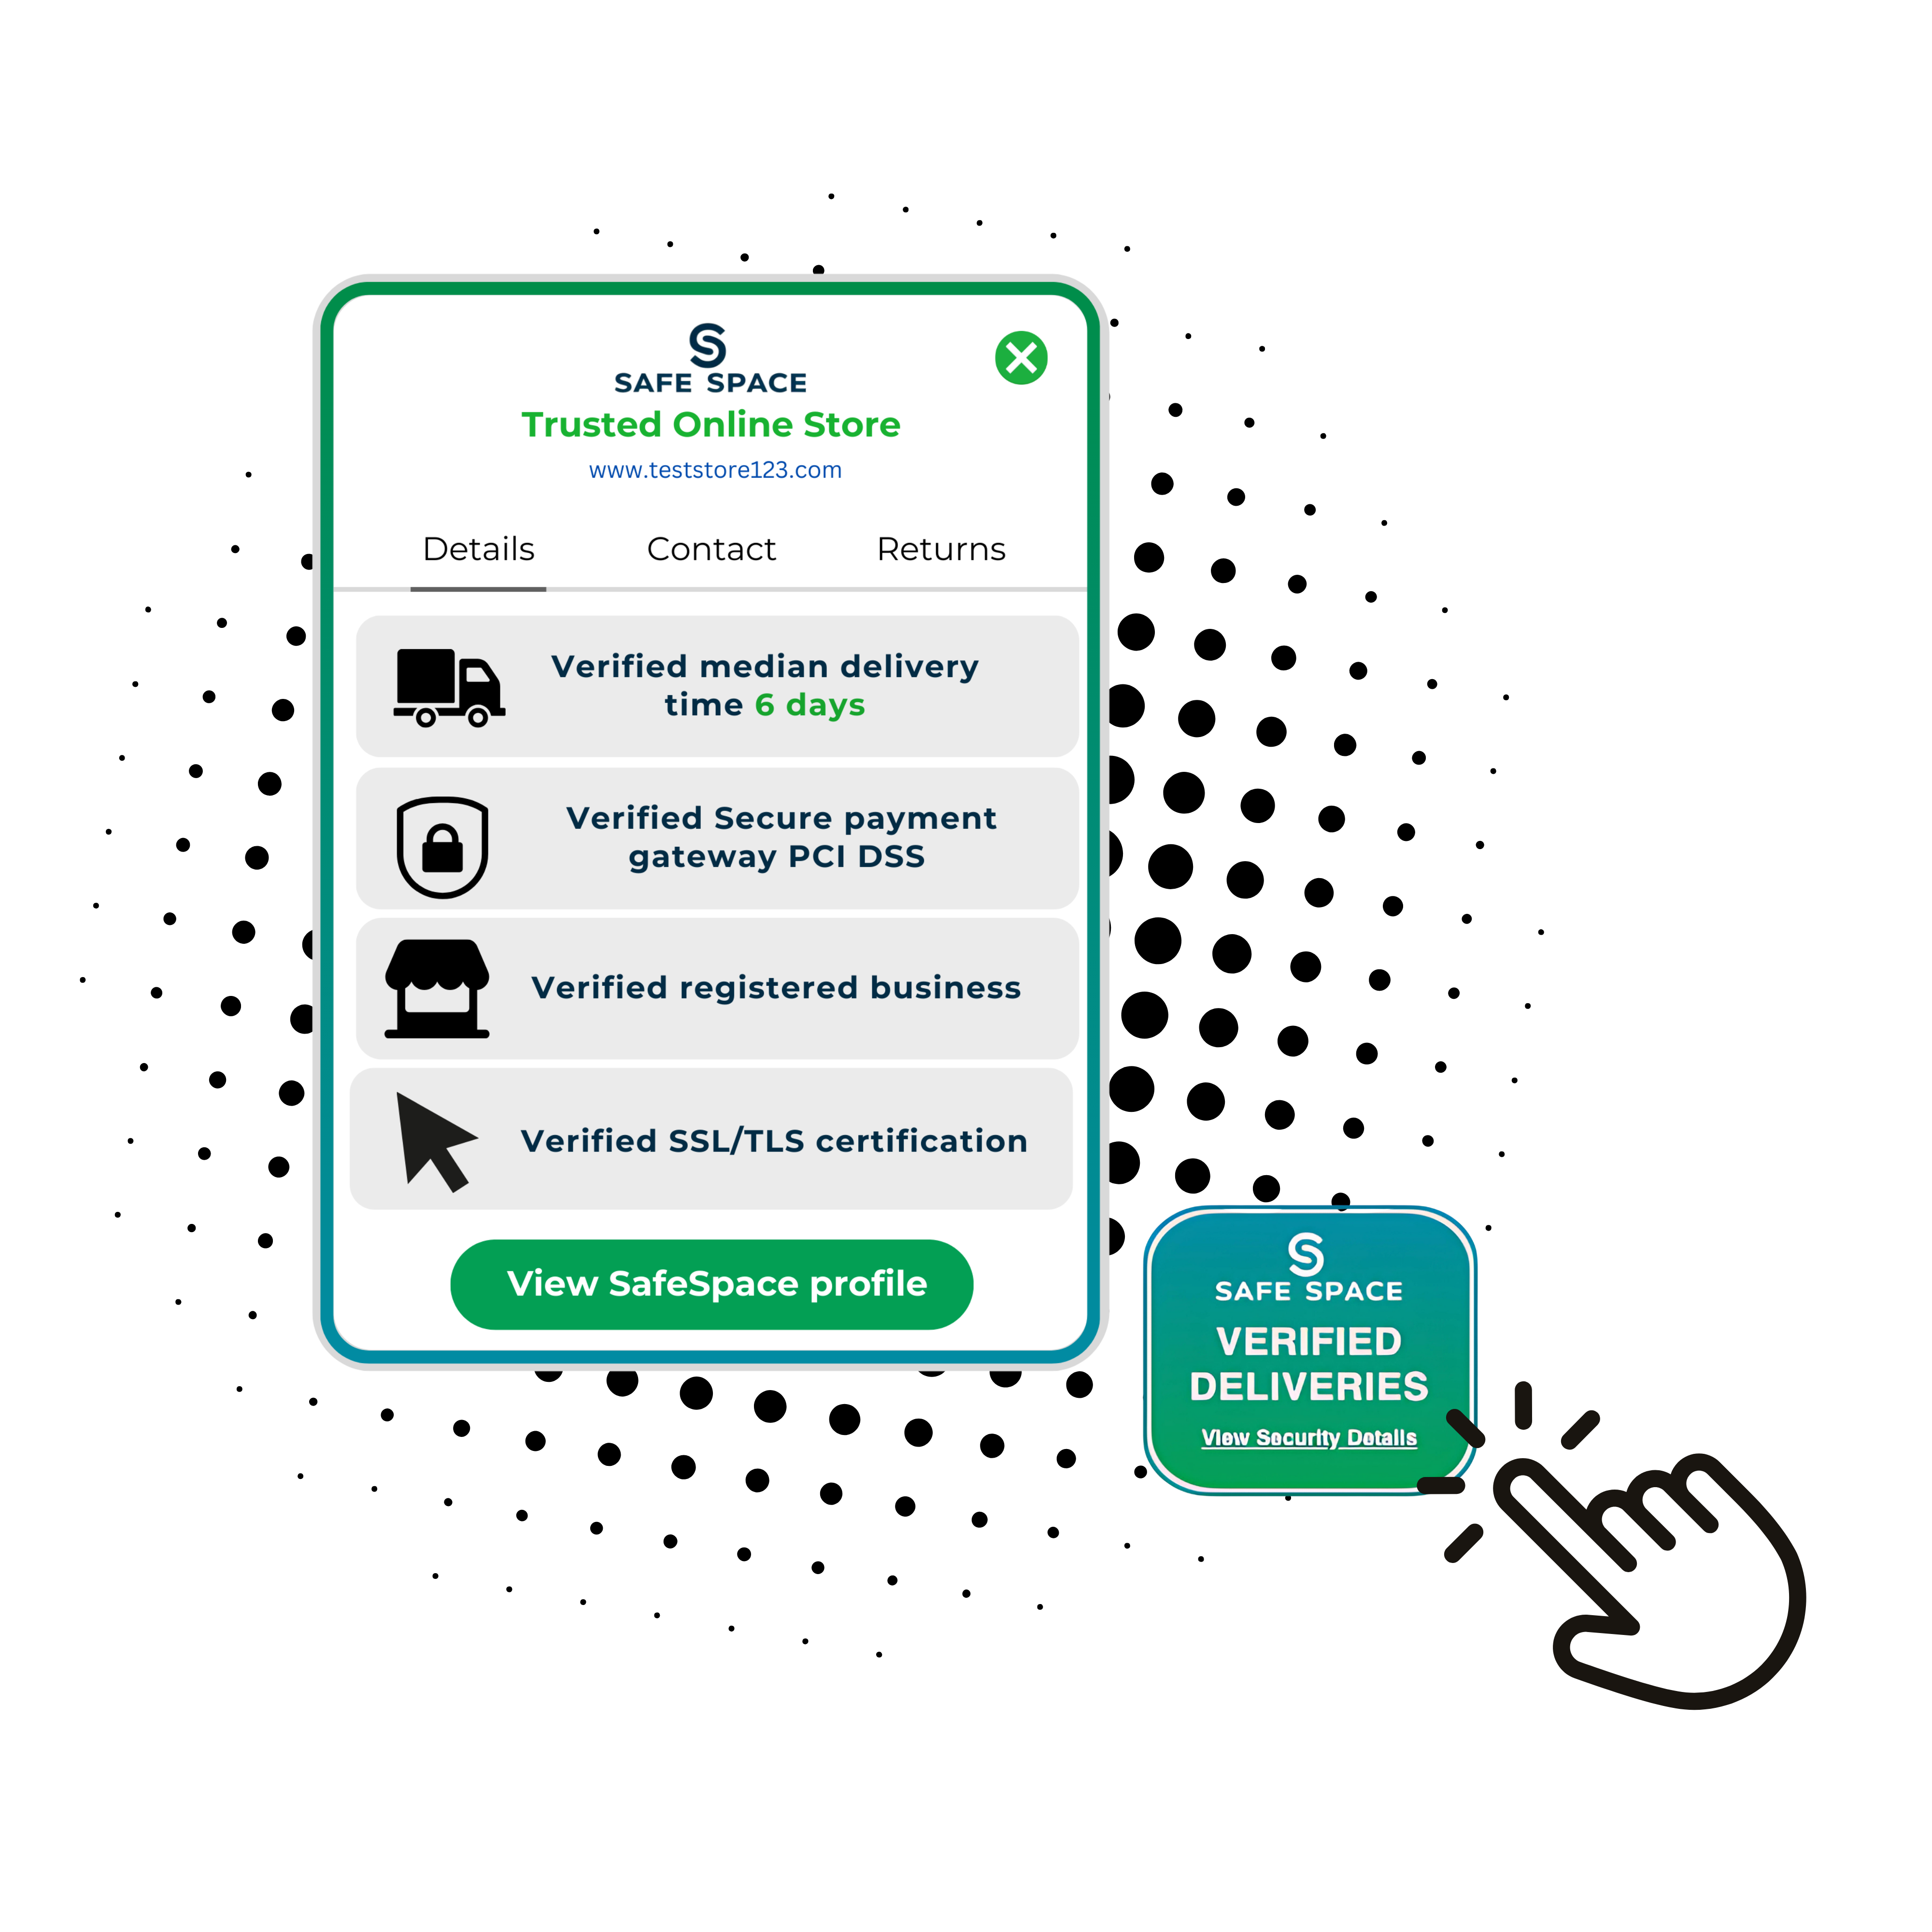 SAFE SPACE
Trusted Online Store
www.teststore123.com
Details
Contact
Returns
Verified median delivery
time 6 days
Verified Secure payment
gateway PCI DSS
Verified registered business
Verified SSL/TLS certification
View SafeSpace profile
SAFE SPACE
VERIFIED
DELIVERIES
View Security Details